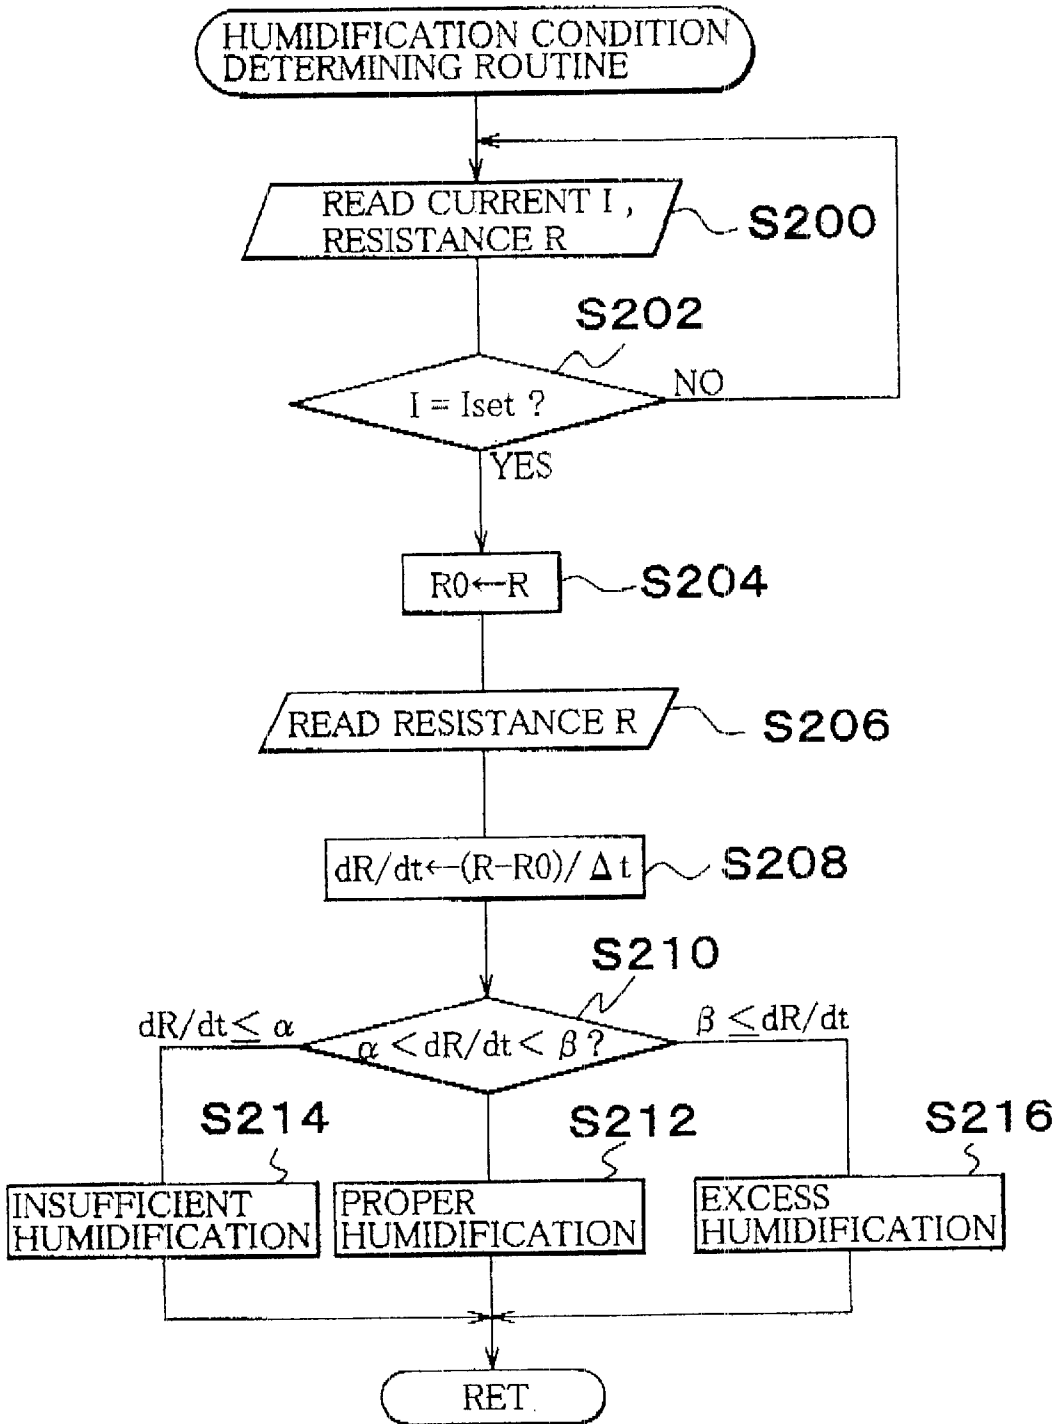 HUMIDIFICATION CONDITION
DETERMINING ROUTINE
READ CURRENT I ,
RESISTANCE R
S200
S202
I = Iset ?
NO
YES
R0←R
S204
READ RESISTANCE R
S206
dR/dt←(R-R0)/ Δ t
S208
S210
dR/dt≤ α
α <dR/dt< β ?
β ≤dR/dt
S214
S212
S216
INSUFFICIENT
HUMIDIFICATION
PROPER
HUMIDIFICATION
EXCESS
HUMIDIFICATION
RET